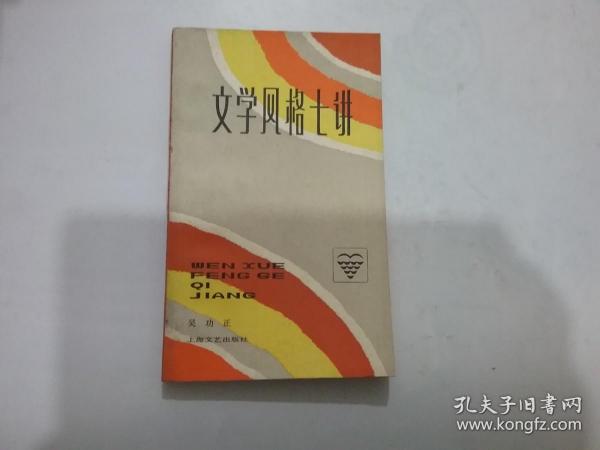 文学风格七讲
WEN XUE
FENG GE
QI
JIANG
吴功正
上海文艺出版社
孔夫子旧書网
www.kongfz.com